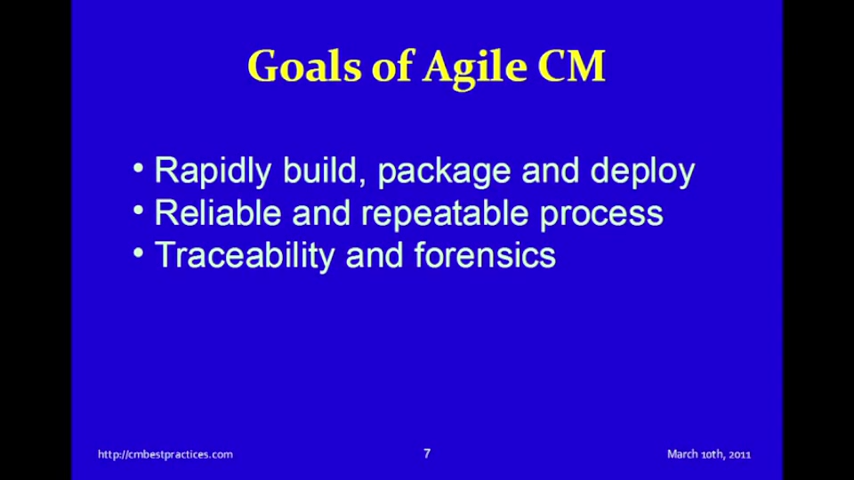 Goals of Agile CM
• Rapidly build, package and deploy
• Reliable and repeatable process
• Traceability and forensics
http://cmbestpractices.com
7
March 10th, 2011